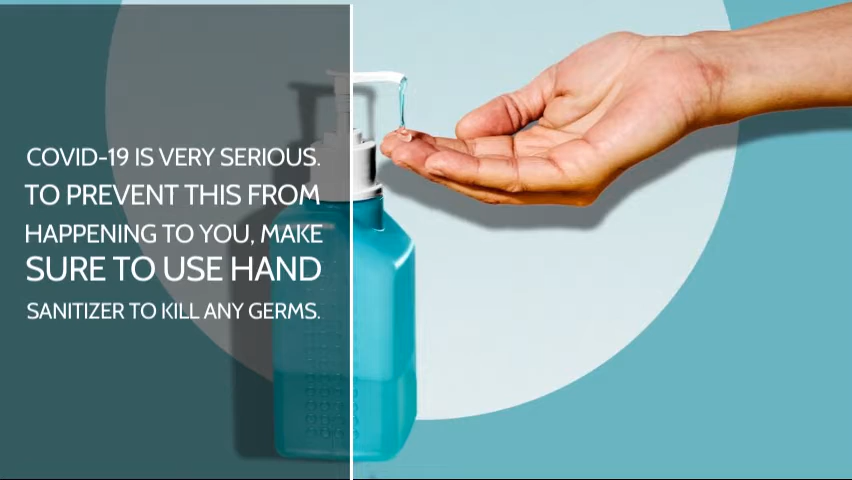 COVID-19 IS VERY SERIOUS.
TO PREVENT THIS FROM
HAPPENING TO YOU, MAKE
SURE TO USE HAND
SANITIZER TO KILL ANY GERMS.